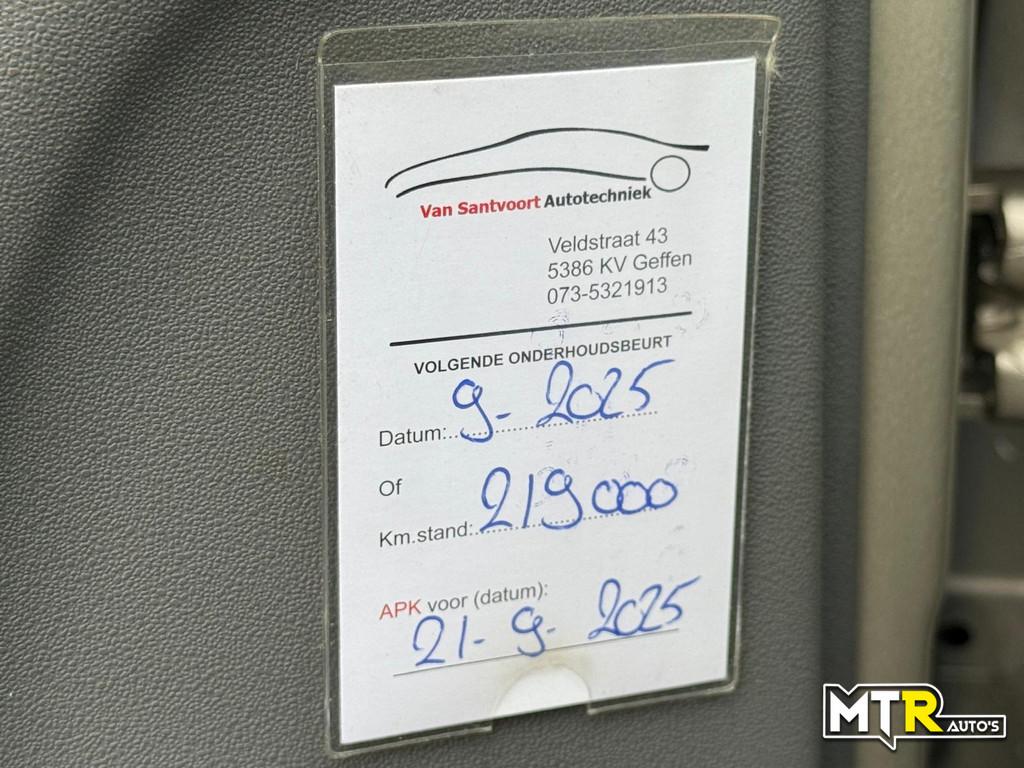 Van Santvoort Autotechniek
Veldstraat 43
5386 KV Geffen
073-5321913
VOLGENDE ONDERHOUDSBEURT
Datum: 9- 2025
Of
Km.stand: 219000
APK voor (datum):
21- 9- 2025
MTR AUTO'S